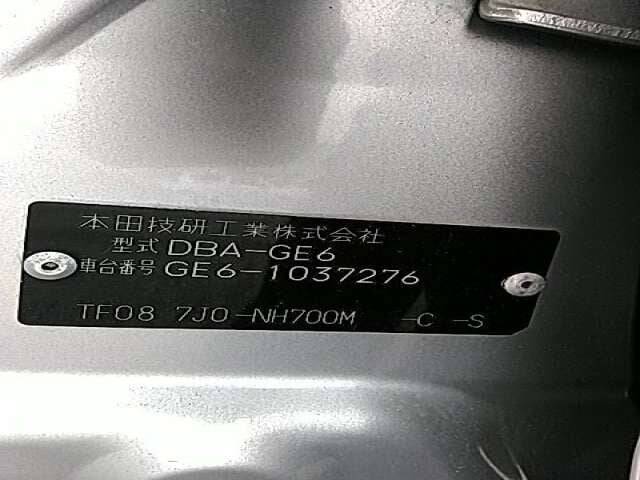 本田技研工業株式会社
型式 DBA-GE6
車台番号 GE6-1037276
TF08 7J0-NH700M -C -S